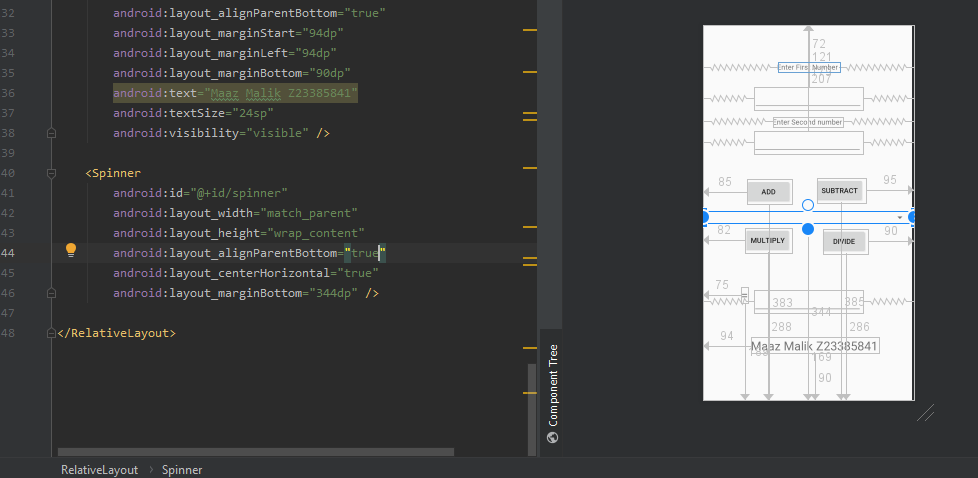 32 android:layout_alignParentBottom="true"
33 android:layout_marginStart="94dp"
34 android:layout_marginLeft="94dp"
35 android:layout_marginBottom="90dp"
36 android:text="Maaz Malik Z23385841"
37 android:textSize="24sp"
38 android:visibility="visible" />
39
40 <Spinner
41 android:id="@+id/spinner"
42 android:layout_width="match_parent"
43 android:layout_height="wrap_content"
44 android:layout_alignParentBottom="true"
45 android:layout_centerHorizontal="true"
46 android:layout_marginBottom="344dp" />
47
48 </RelativeLayout>
Component Tree
72
121
Enter First Number
207
Enter Second number
85
ADD
SUBTRACT
95
82
MULTIPLY
DIVIDE
90
75
383
385
344
288
286
94
Maaz Malik Z23385841
169
90
RelativeLayout > Spinner